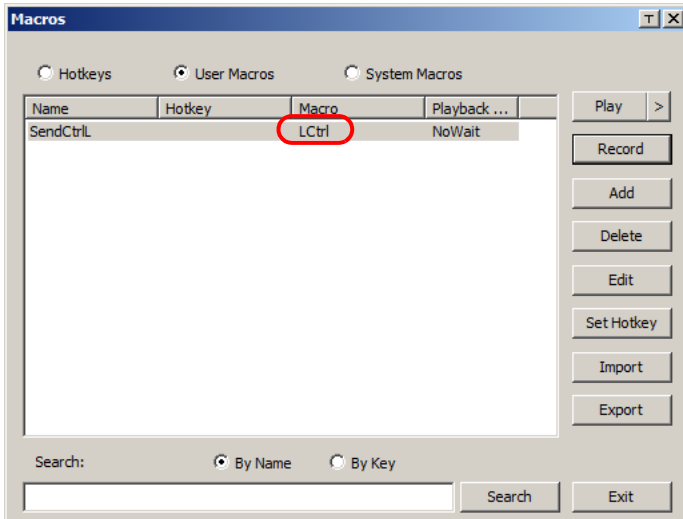 Macros
Hotkeys User Macros System Macros
Name Hotkey Macro Playback ... Play >
SendCtrlL LCtrl NoWait
Record
Add
Delete
Edit
Set Hotkey
Import
Export
Search: By Name By Key
Search Exit